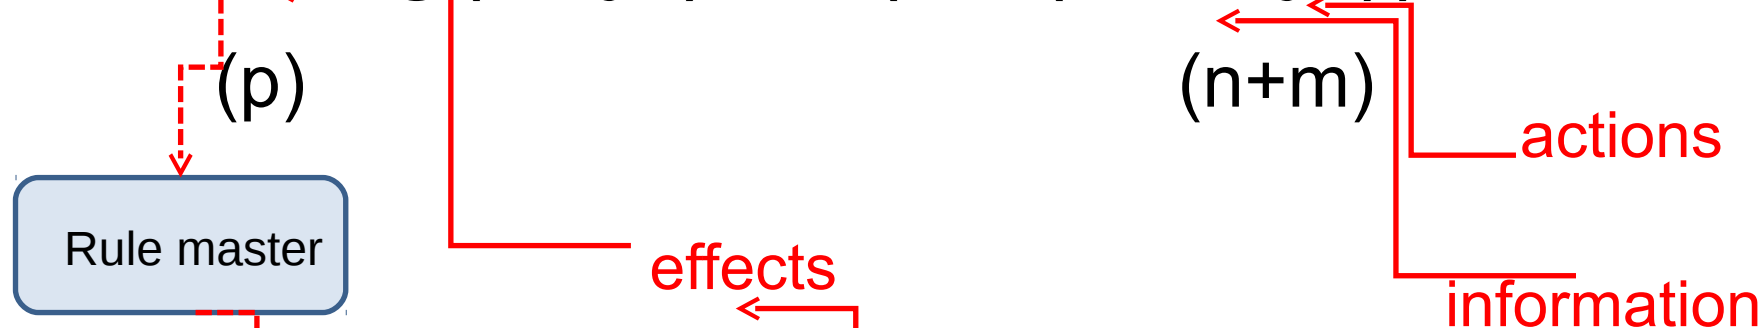 (p)
(n+m)
actions
Rule master
effects
information